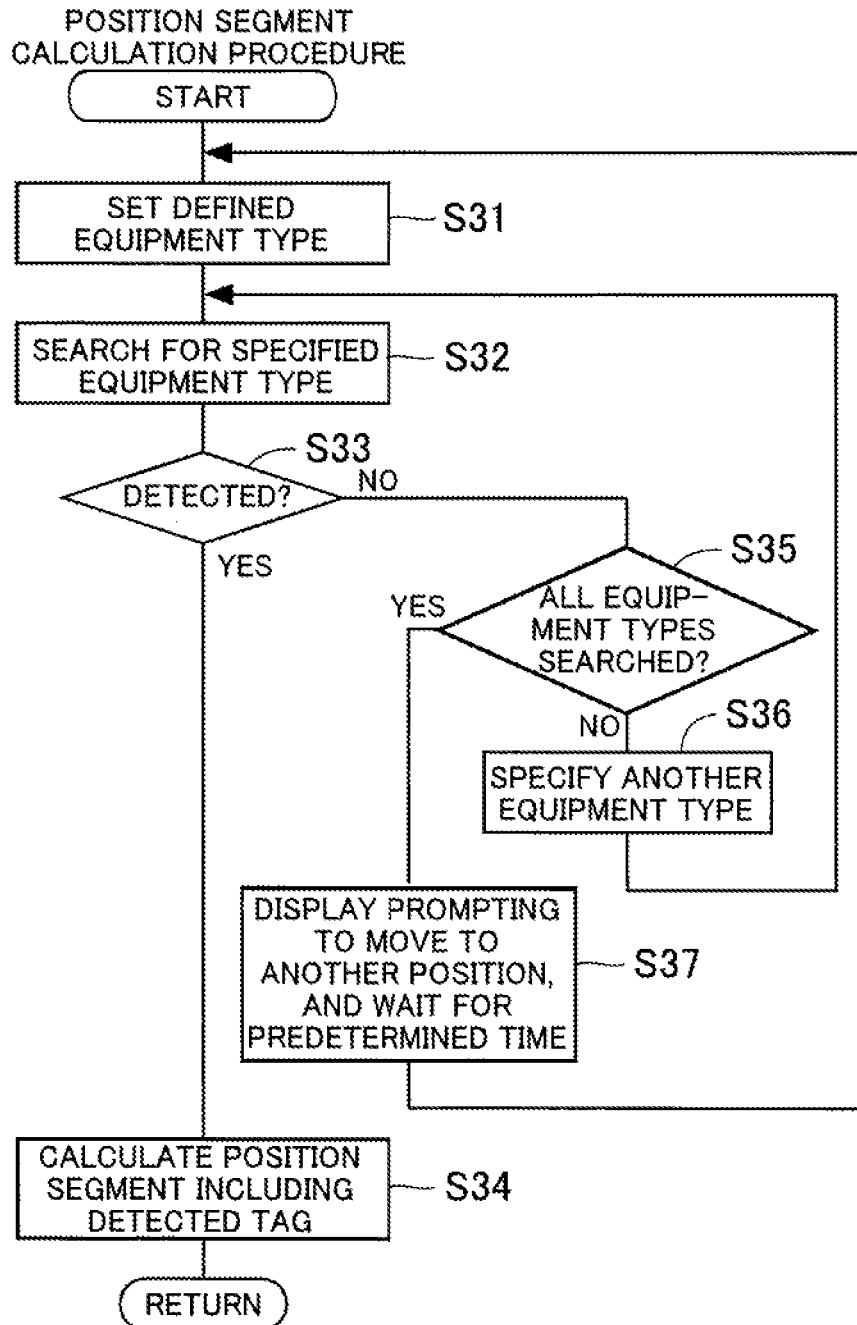 POSITION SEGMENT
CALCULATION PROCEDURE
START
SET DEFINED
EQUIPMENT TYPE
S31
SEARCH FOR SPECIFIED
EQUIPMENT TYPE
S32
S33
DETECTED?
NO
YES
S35
ALL EQUIP-
MENT TYPES
SEARCHED?
YES
NO
S36
SPECIFY ANOTHER
EQUIPMENT TYPE
DISPLAY PROMPTING
TO MOVE TO
ANOTHER POSITION,
AND WAIT FOR
PREDETERMINED TIME
S37
CALCULATE POSITION
SEGMENT INCLUDING
DETECTED TAG
S34
RETURN